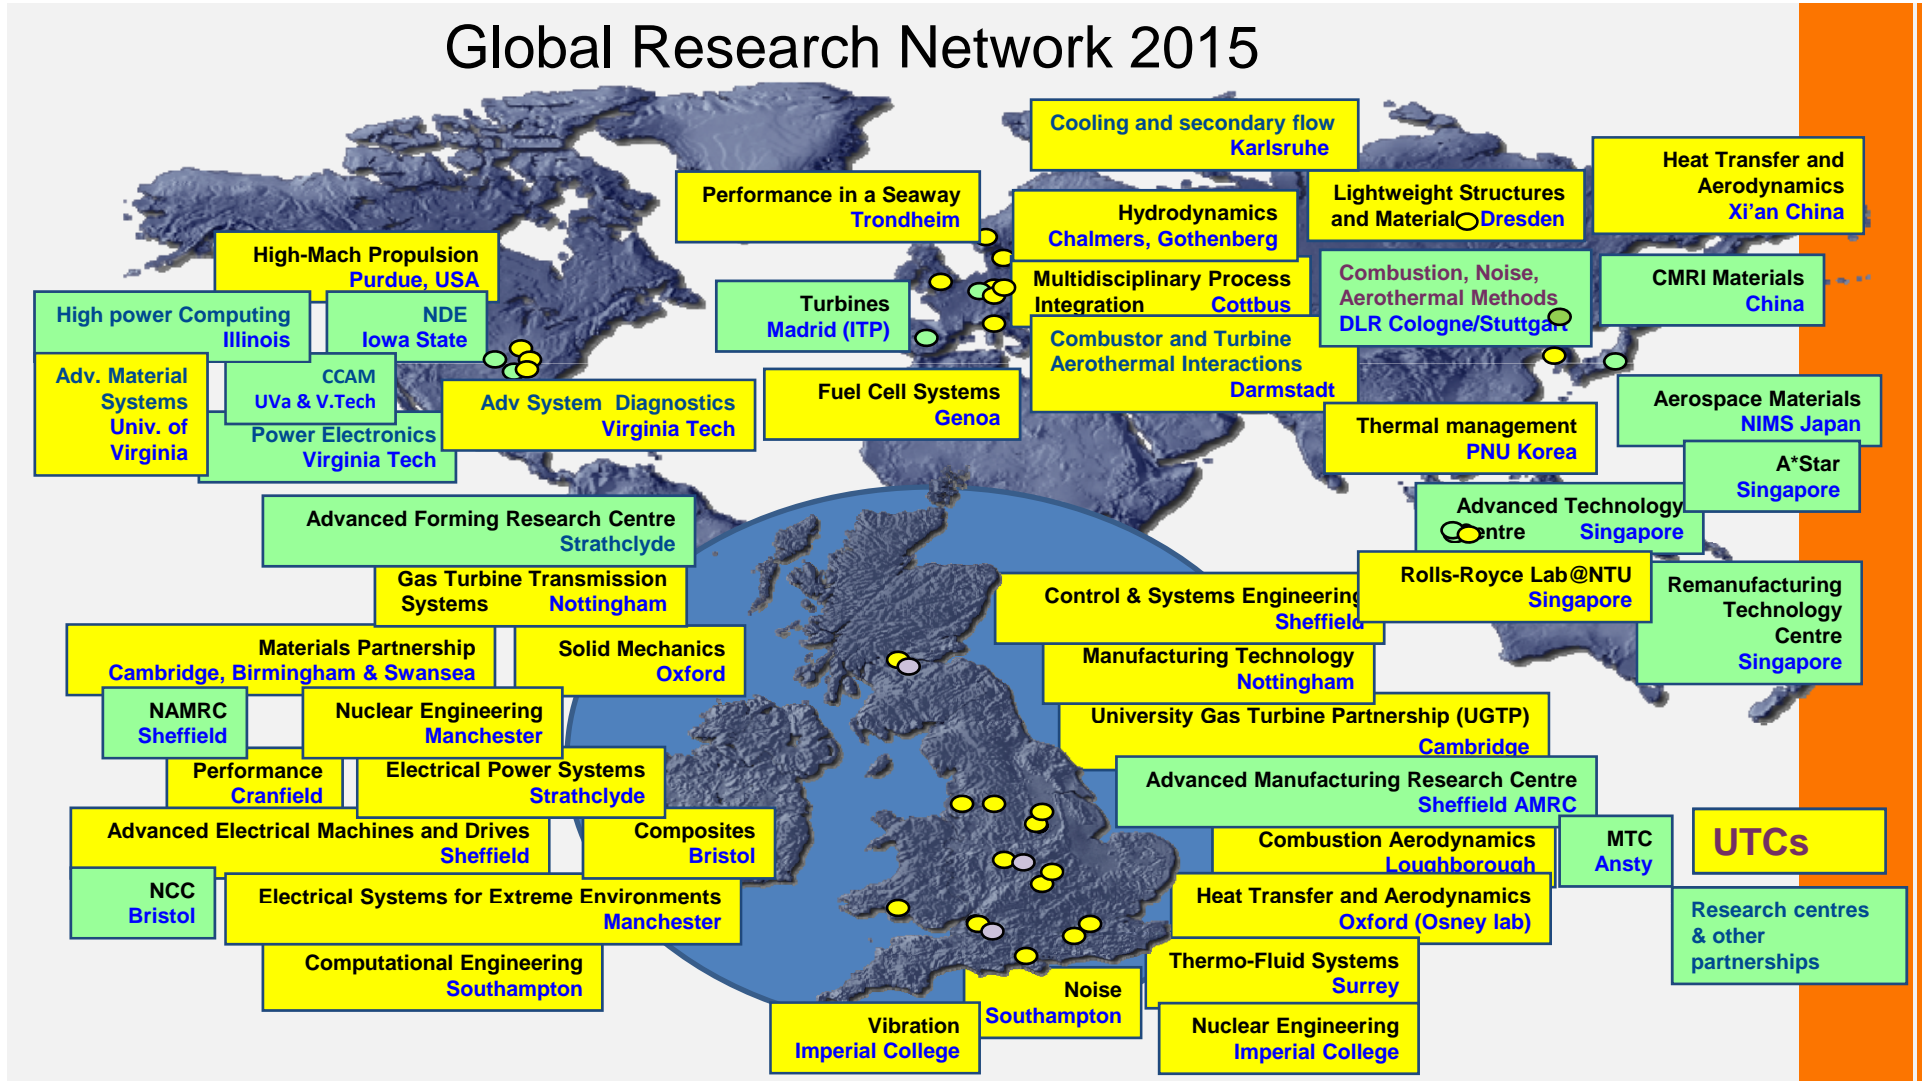 Global Research Network 2015
Cooling and secondary flow
Karlsruhe
Heat Transfer and
Aerodynamics
Xi'an China
Performance in a Seaway
Trondheim
Lightweight Structures
and Material Dresden
Hydrodynamics
Chalmers, Gothenberg
High-Mach Propulsion
Purdue, USA
Multidisciplinary Process
Integration Cottbus
Combustion, Noise,
Aerothermal Methods
DLR Cologne/Stuttgart
CMRI Materials
China
High power Computing
Illinois
NDE
Iowa State
Turbines
Madrid (ITP)
Combustor and Turbine
Aerothermal Interactions
Darmstadt
Adv. Material
Systems
Univ. of
Virginia
CCAM
UVa & V.Tech
Adv System Diagnostics
Virginia Tech
Fuel Cell Systems
Genoa
Power Electronics
Virginia Tech
Thermal management
PNU Korea
Aerospace Materials
NIMS Japan
A*Star
Singapore
Advanced Forming Research Centre
Strathclyde
Advanced Technology
entre Singapore
Gas Turbine Transmission
Systems Nottingham
Control & Systems Engineering
Sheffield
Rolls-Royce Lab@NTU
Singapore
Remanufacturing
Technology
Centre
Singapore
Materials Partnership
Cambridge, Birmingham & Swansea
Solid Mechanics
Oxford
Manufacturing Technology
Nottingham
NAMRC
Sheffield
Nuclear Engineering
Manchester
University Gas Turbine Partnership (UGTP)
Cambridge
Performance
Cranfield
Electrical Power Systems
Strathclyde
Advanced Manufacturing Research Centre
Sheffield AMRC
Advanced Electrical Machines and Drives
Sheffield
Composites
Bristol
Combustion Aerodynamics
Loughborough
MTC
Ansty
UTCs
NCC
Bristol
Electrical Systems for Extreme Environments
Manchester
Heat Transfer and Aerodynamics
Oxford (Osney lab)
Research centres
& other
partnerships
Computational Engineering
Southampton
Thermo-Fluid Systems
Surrey
Noise
Southampton
Vibration
Imperial College
Nuclear Engineering
Imperial College